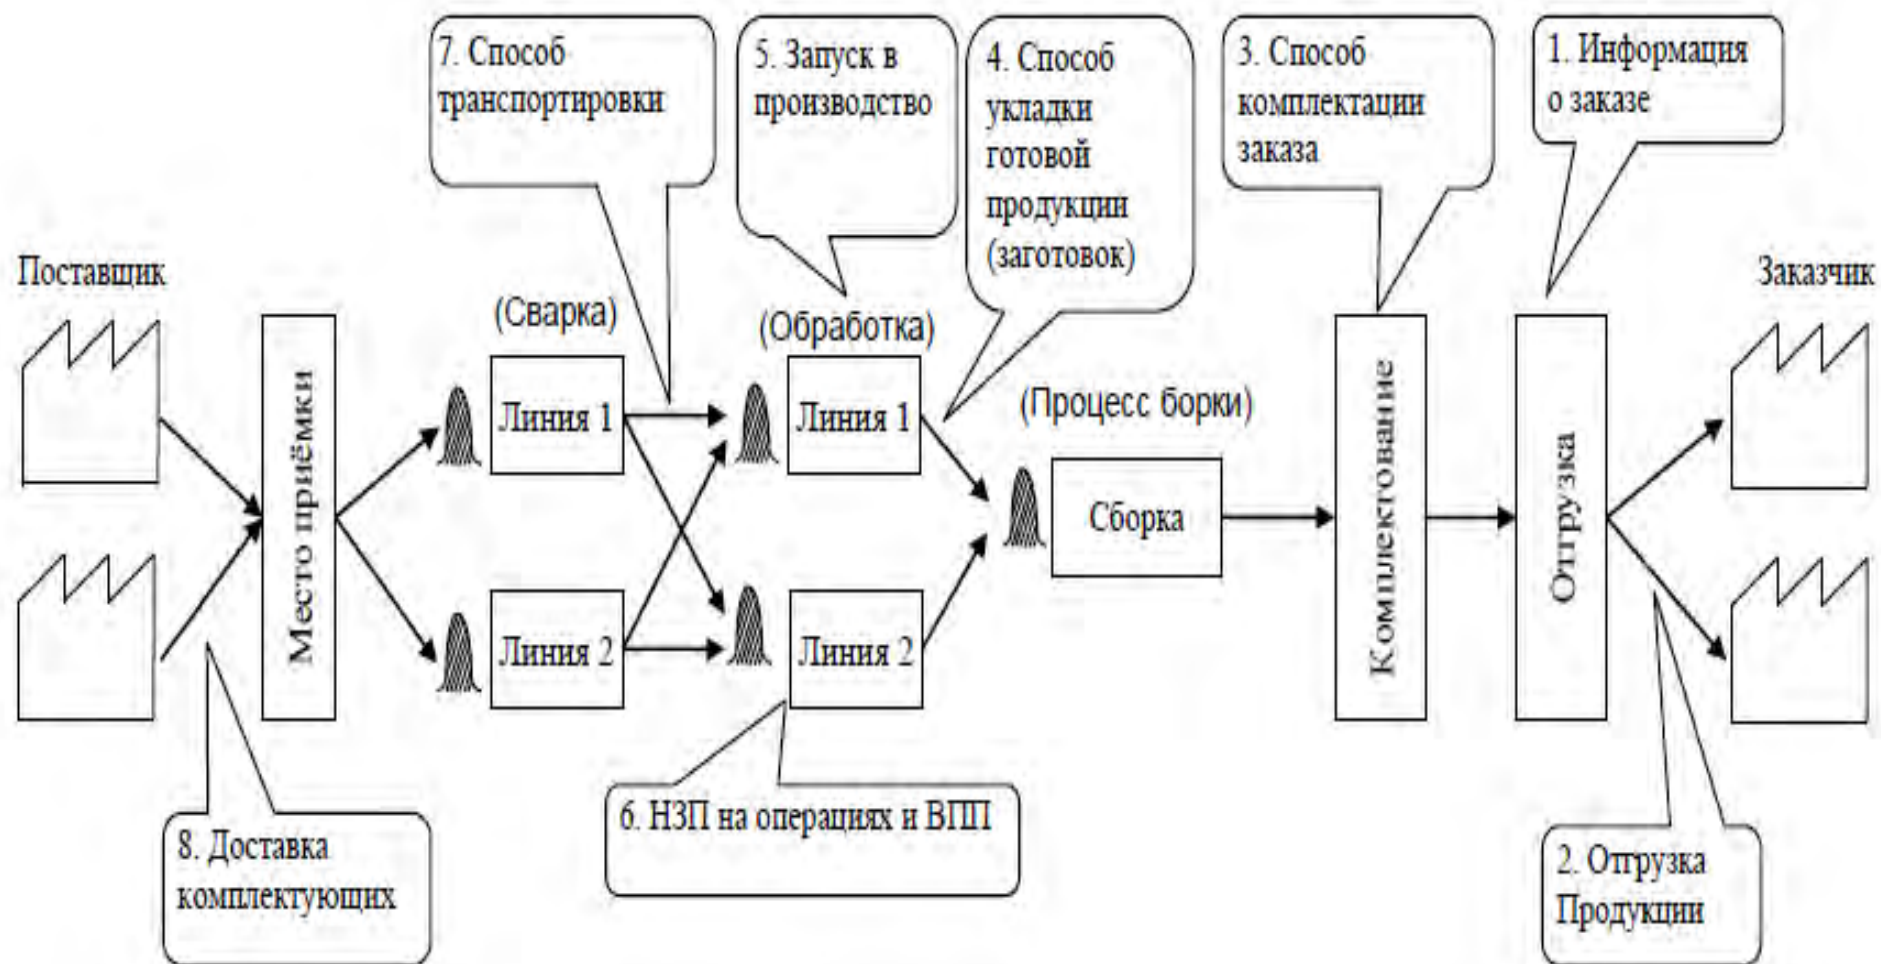 7. Способ
транспортировки
5. Запуск в
производство
4. Способ
укладки
готовой
продукции
(заготовок)
3. Способ
комплектации
заказа
1. Информация
о заказе
Поставщик
Заказчик
(Сварка)
(Обработка)
(Процесс борки)
Место приёмки
Линия 1
Линия 1
Сборка
Комплектование
Отгрузка
Линия 2
Линия 2
6. НЗП на операциях и ВПП
8. Доставка
комплектующих
2. Отгрузка
Продукции